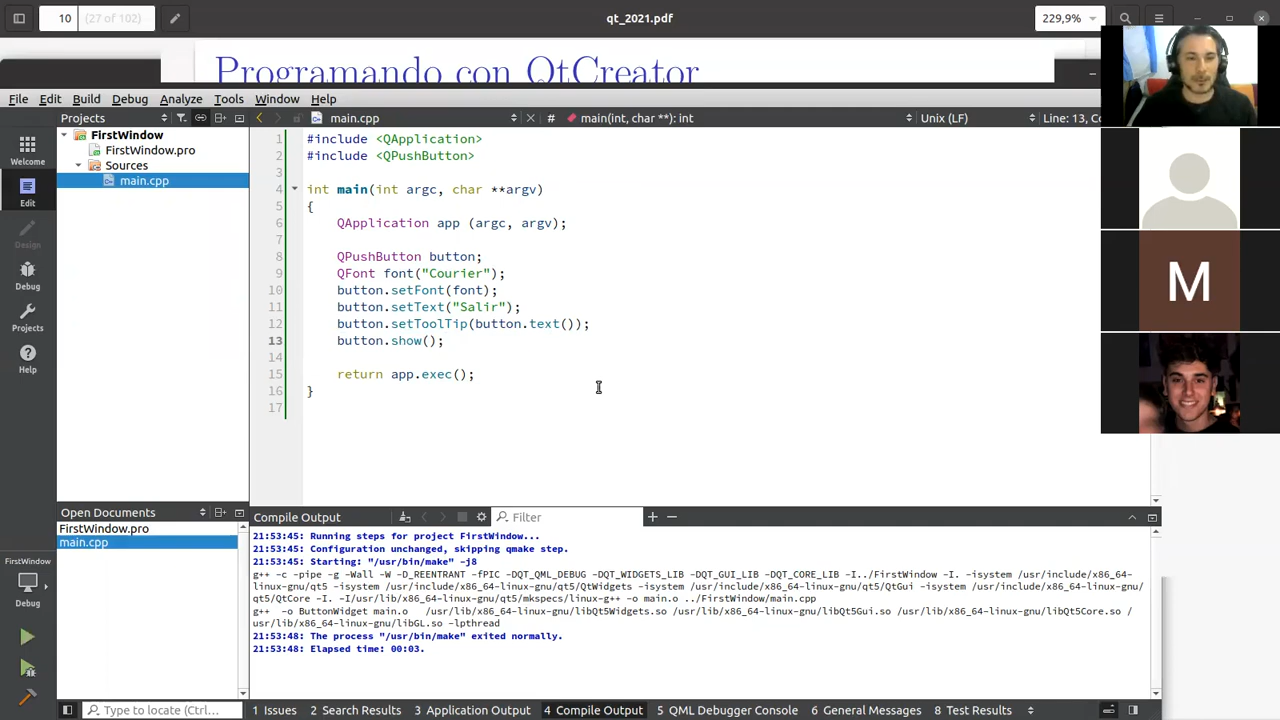 10 (27 of 102) qt_2021.pdf 229,9%
Programando con QtCreator
File Edit Build Debug Analyze Tools Window Help
Projects main.cpp # main(int, char **): int Unix (LF) Line: 13, Co
FirstWindow
FirstWindow.pro
Sources
main.cpp
Welcome
Edit
Design
Debug
Projects
Help
1 #include <QApplication>
2 #include <QPushButton>
3
4 int main(int argc, char **argv)
5 {
6 QApplication app (argc, argv);
7
8 QPushButton button;
9 QFont font("Courier");
10 button.setFont(font);
11 button.setText("Salir");
12 button.setToolTip(button.text());
13 button.show();
14
15 return app.exec();
16 }
17
M
Open Documents
FirstWindow.pro
main.cpp
FirstWindow
Debug
Compile Output Filter
21:53:45: Running steps for project FirstWindow...
21:53:45: Configuration unchanged, skipping qmake step.
21:53:45: Starting: "/usr/bin/make" -j8
g++ -c -pipe -g -Wall -W -D_REENTRANT -fPIC -DQT_QML_DEBUG -DQT_WIDGETS_LIB -DQT_GUI_LIB -DQT_CORE_LIB -I../FirstWindow -I. -isystem /usr/include/x86_64-
linux-gnu/qt5 -isystem /usr/include/x86_64-linux-gnu/qt5/QtWidgets -isystem /usr/include/x86_64-linux-gnu/qt5/QtGui -isystem /usr/include/x86_64-linux-gnu/
qt5/QtCore -I. -I/usr/lib/x86_64-linux-gnu/qt5/mkspecs/linux-g++ -o main.o ../FirstWindow/main.cpp
g++ -o ButtonWidget main.o /usr/lib/x86_64-linux-gnu/libQt5Widgets.so /usr/lib/x86_64-linux-gnu/libQt5Gui.so /usr/lib/x86_64-linux-gnu/libQt5Core.so /
usr/lib/x86_64-linux-gnu/libGL.so -lpthread
21:53:48: The process "/usr/bin/make" exited normally.
21:53:48: Elapsed time: 00:03.
Type to locate (Ctrl... 1 Issues 2 Search Results 3 Application Output 4 Compile Output 5 QML Debugger Console 6 General Messages 8 Test Results